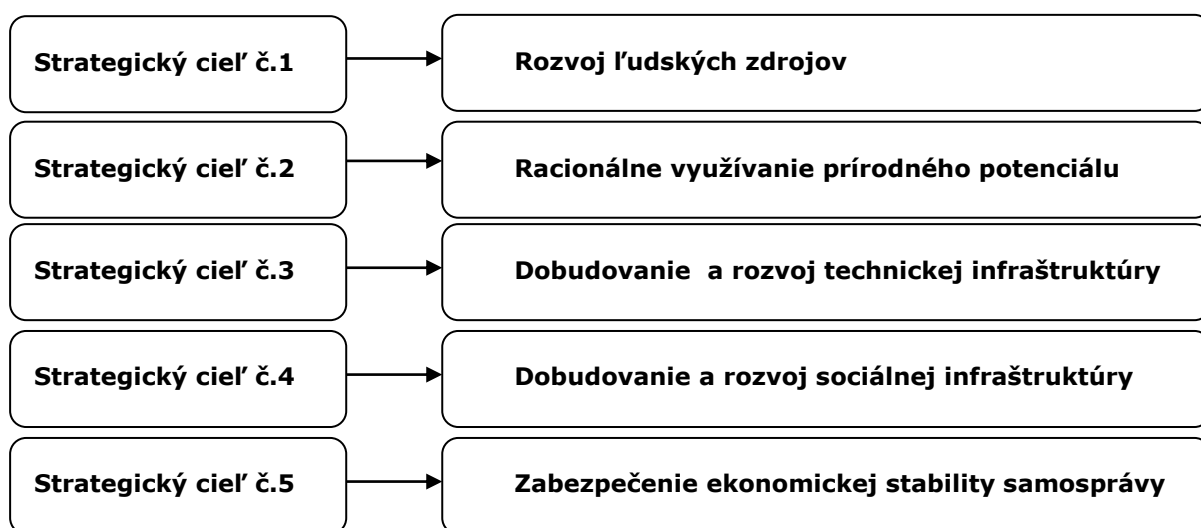 Strategický cieľ č.1 Rozvoj ľudských zdrojov
Strategický cieľ č.2 Racionálne využívanie prírodného potenciálu
Strategický cieľ č.3 Dobudovanie a rozvoj technickej infraštruktúry
Strategický cieľ č.4 Dobudovanie a rozvoj sociálnej infraštruktúry
Strategický cieľ č.5 Zabezpečenie ekonomickej stability samosprávy